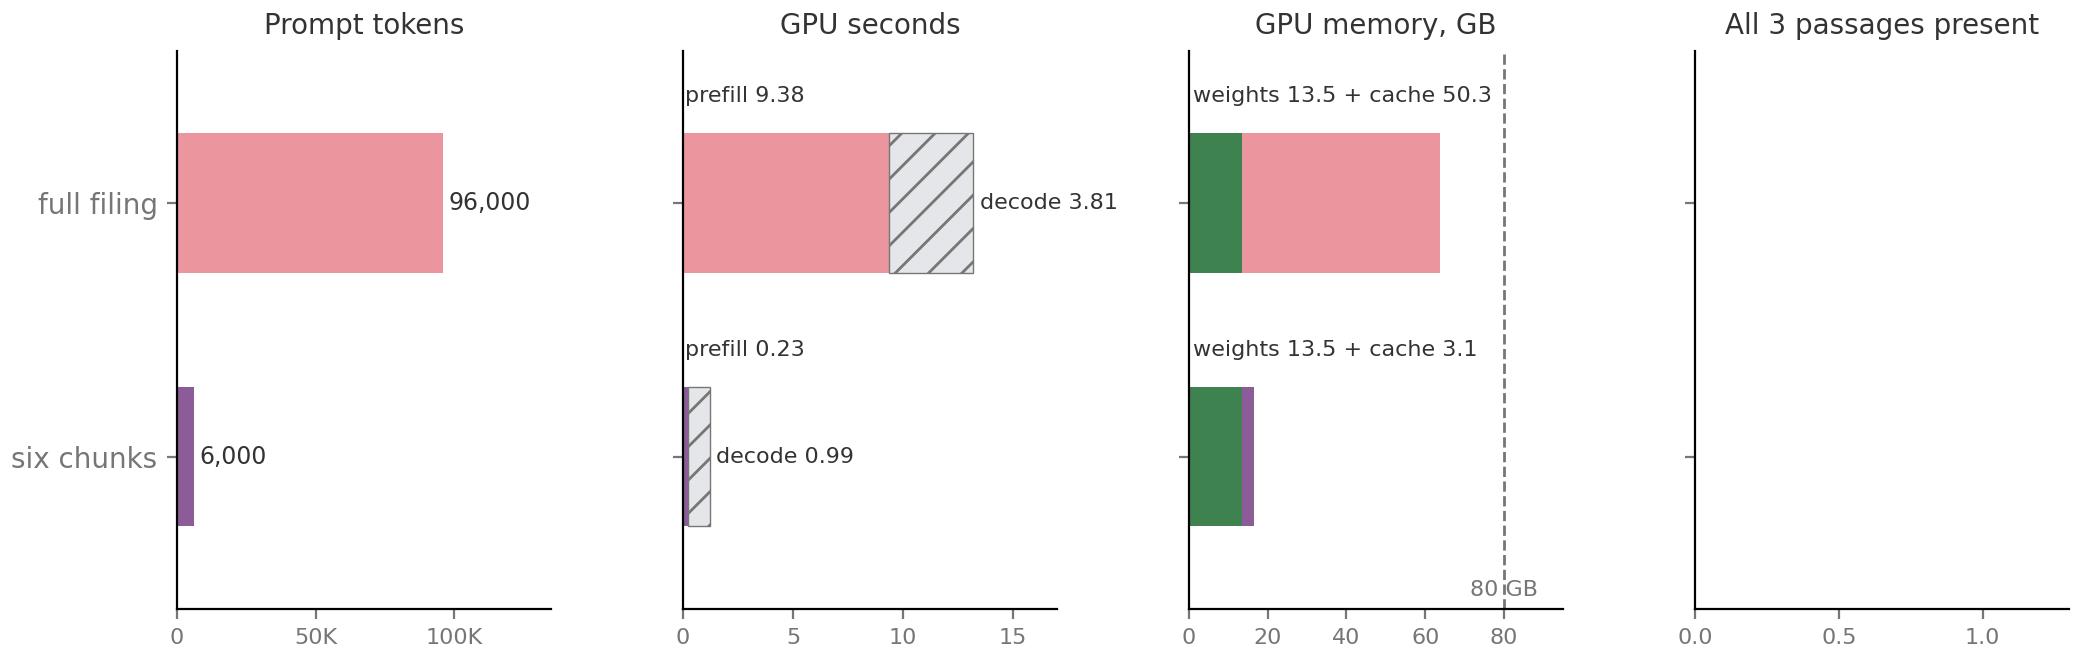 Prompt tokens
GPU seconds
GPU memory, GB
All 3 passages present
prefill 9.38
weights 13.5 + cache 50.3
full filing
96,000
decode 3.81
prefill 0.23
weights 13.5 + cache 3.1
six chunks
6,000
decode 0.99
80 GB
0 50K 100K
0 5 10 15
0 20 40 60 80
0.0 0.5 1.0